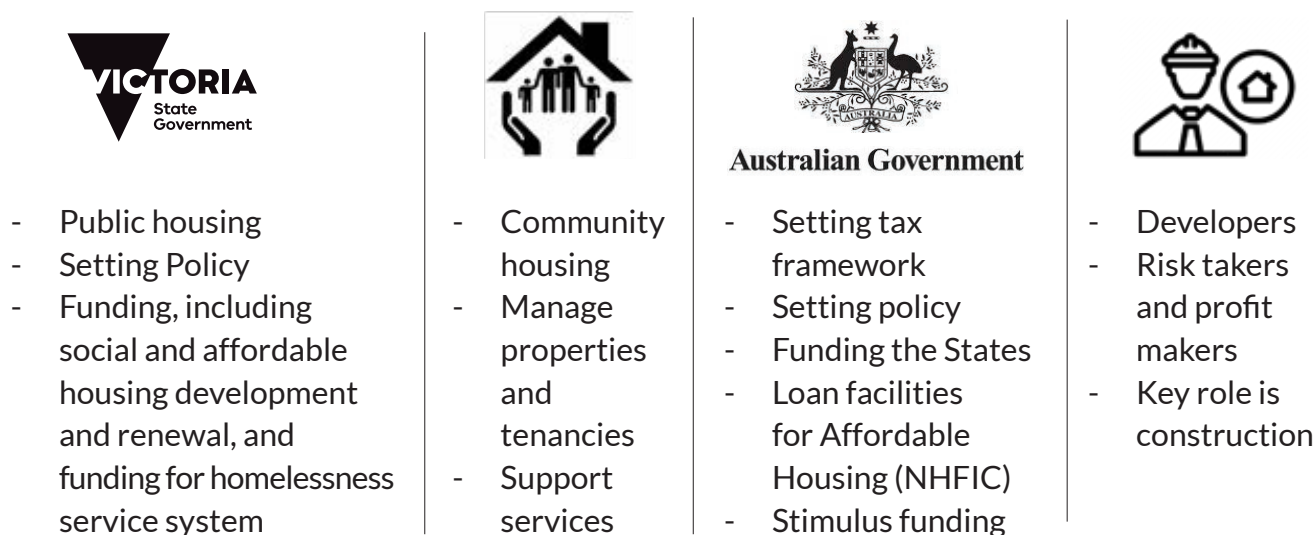 VICTORIA
State
Government
- Public housing
- Setting Policy
- Funding, including
social and affordable
housing development
and renewal, and
funding for homelessness
service system
- Community
housing
- Manage
properties
and
tenancies
- Support
services
AUSTRALIA
Australian Government
- Setting tax
framework
- Setting policy
- Funding the States
- Loan facilities
for Affordable
Housing (NHFIC)
- Stimulus funding
- Developers
- Risk takers
and profit
makers
- Key role is
construction